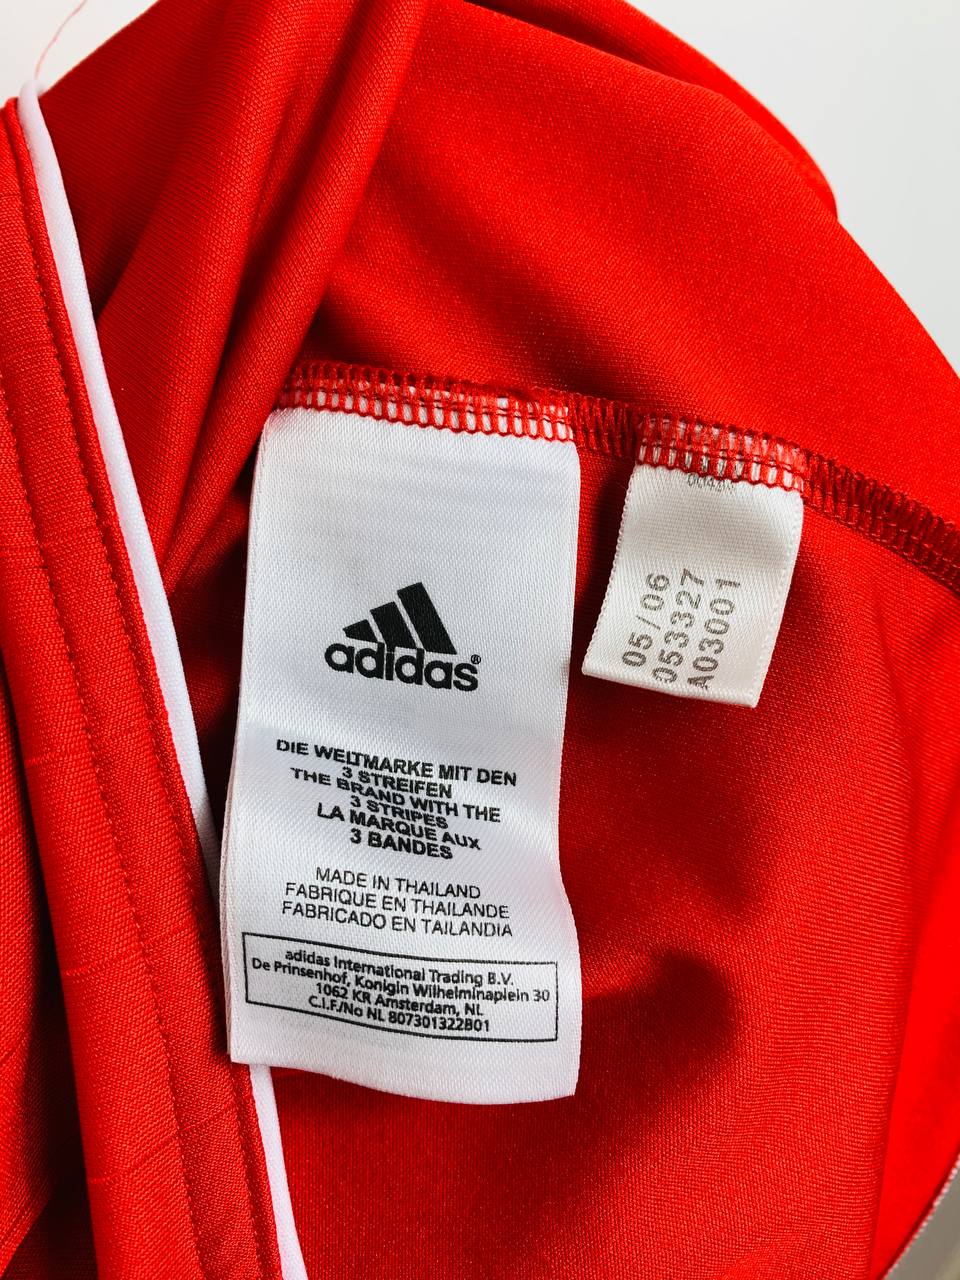 adidas®
DIE WELTMARKE MIT DEN
3 STREIFEN
THE BRAND WITH THE
3 STRIPES
LA MARQUE AUX
3 BANDES
MADE IN THAILAND
FABRIQUE EN THAILANDE
FABRICADO EN TAILANDIA
adidas International Trading B.V.
De Prinsenhof, Konigin Wilhelminaplein 30
1062 KR Amsterdam, NL
C.I.F./No NL 807301322B01
05/06
053327
A03001